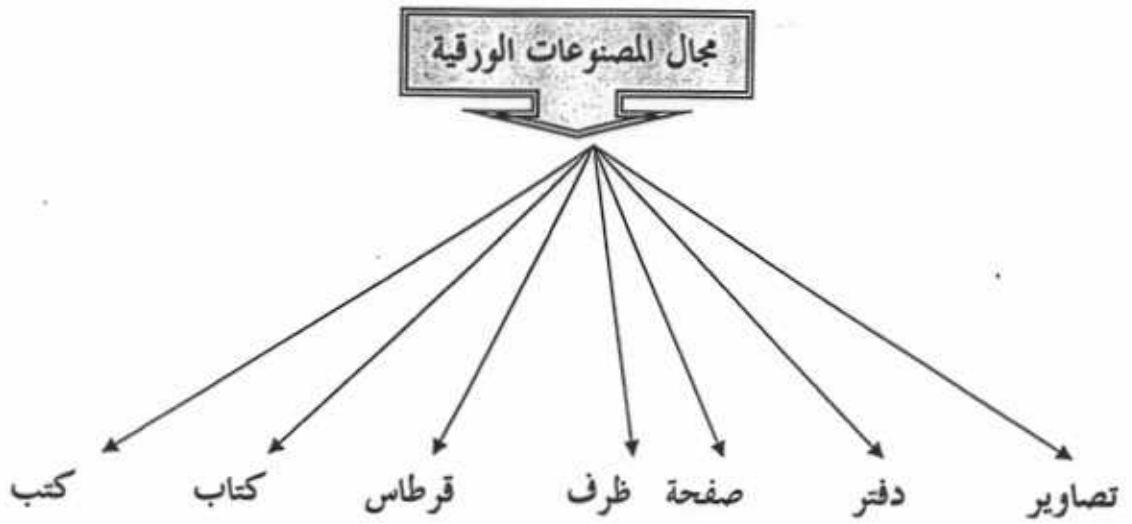 مجال المصنوعات الورقية
تصاوير دفتر صفحة ظرف قرطاس كتاب كتب